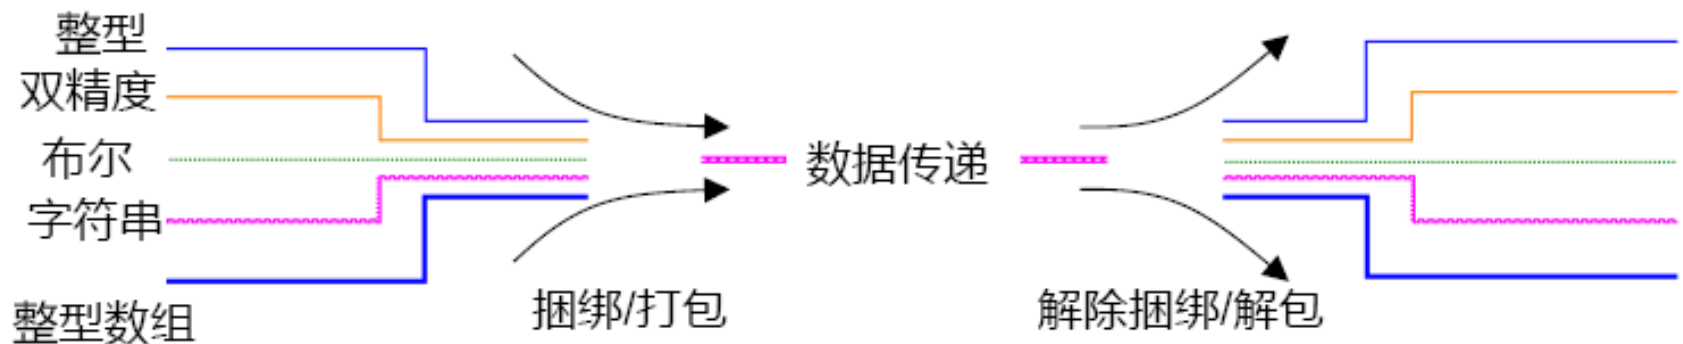 整型
双精度
布尔
字符串
整型数组
捆绑/打包
数据传递
解除捆绑/解包